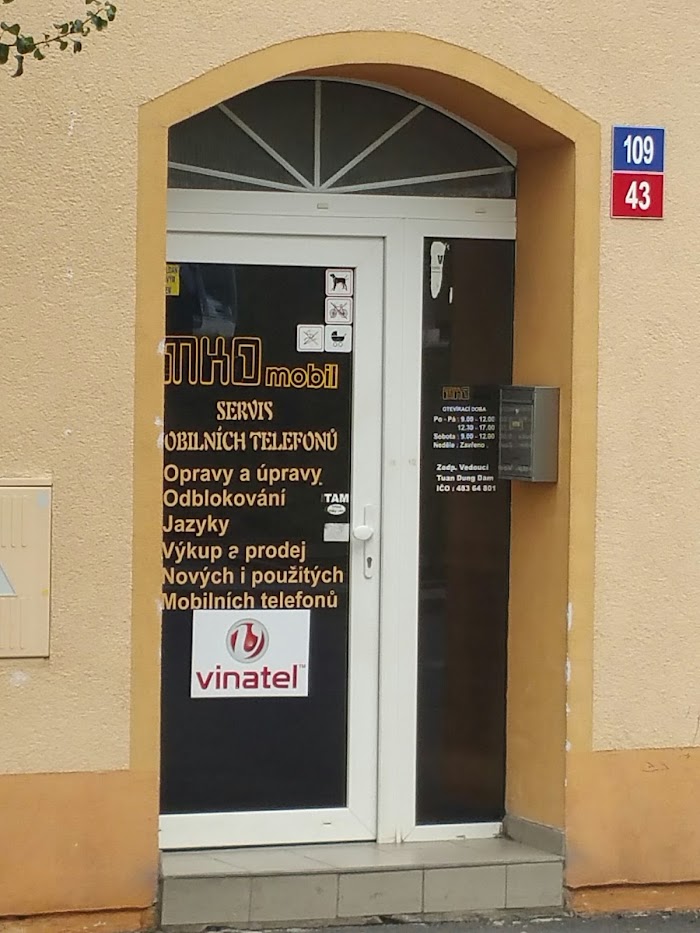 109
43
MKD mobil
SERVIS
OBILNÍCH TELEFONŮ
Opravy a úpravy
Odblokování
Jazyky
Výkup a prodej
Nových i použitých
Mobilních telefonů
TAM
vinatel™
OTEVÍRACÍ DOBA
Po - Pá : 9.00 - 12.00
12.30 - 17.00
Sobota : 9.00 - 12.00
Neděle : Zavřeno
Zodp. Vedoucí
Tuan Dung Dam
IČO : 483 64 801